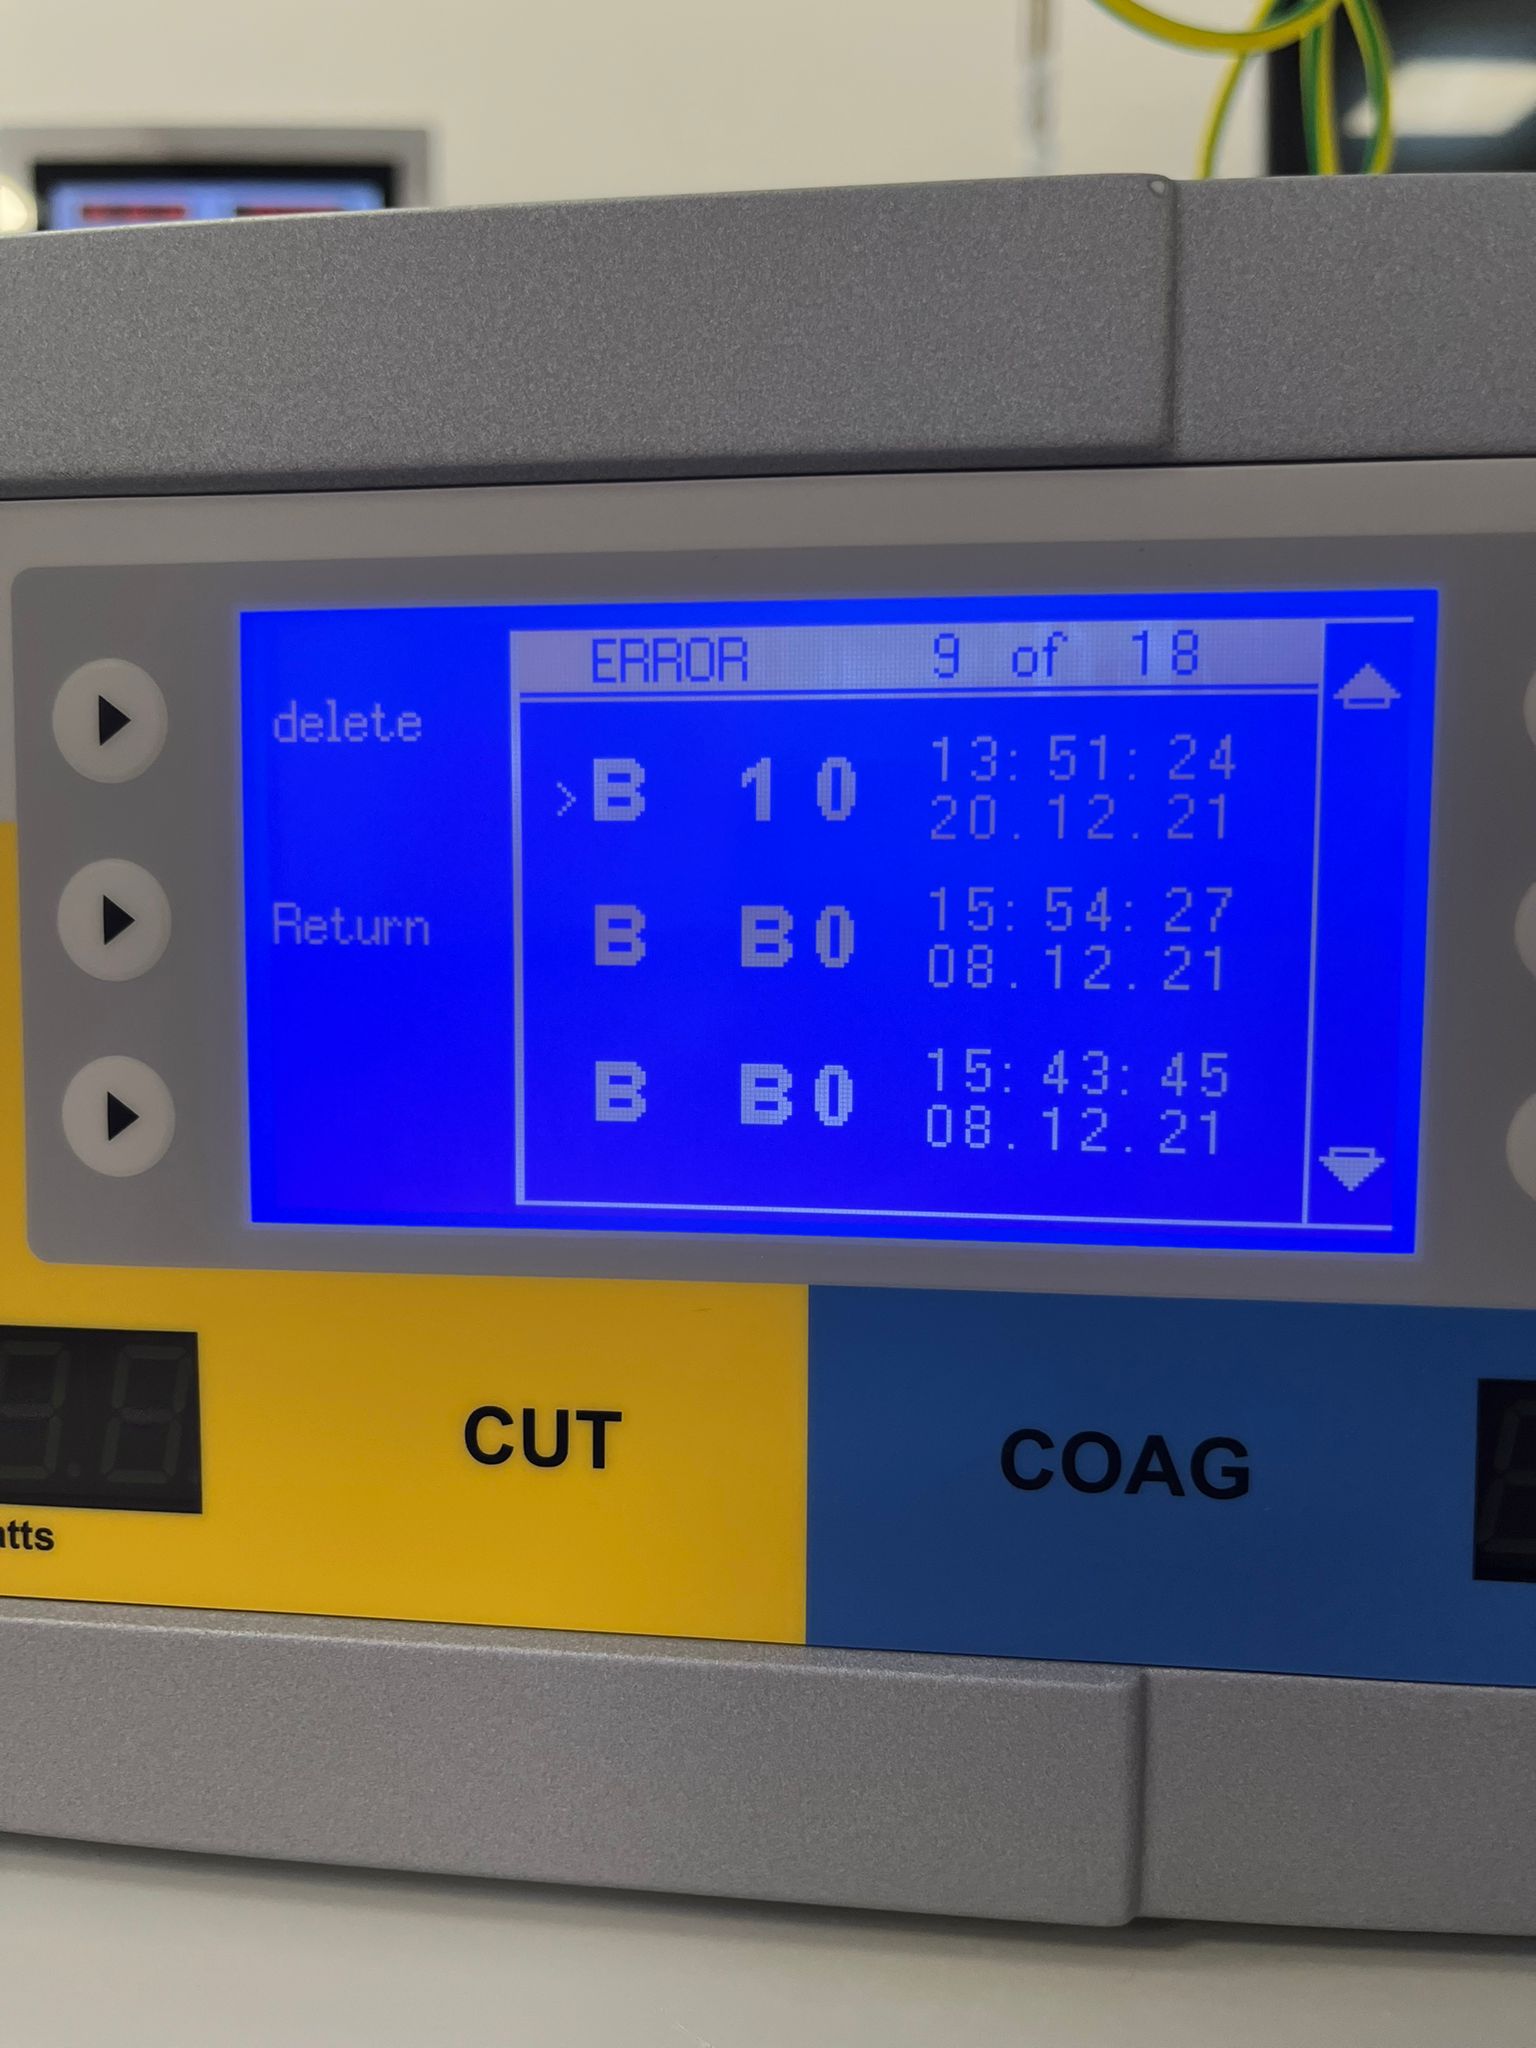 ERROR 9 of 18
delete
>B 10 13:51:24
20.12.21
Return
B B0 15:54:27
08.12.21
B B0 15:43:45
08.12.21
CUT
COAG
atts